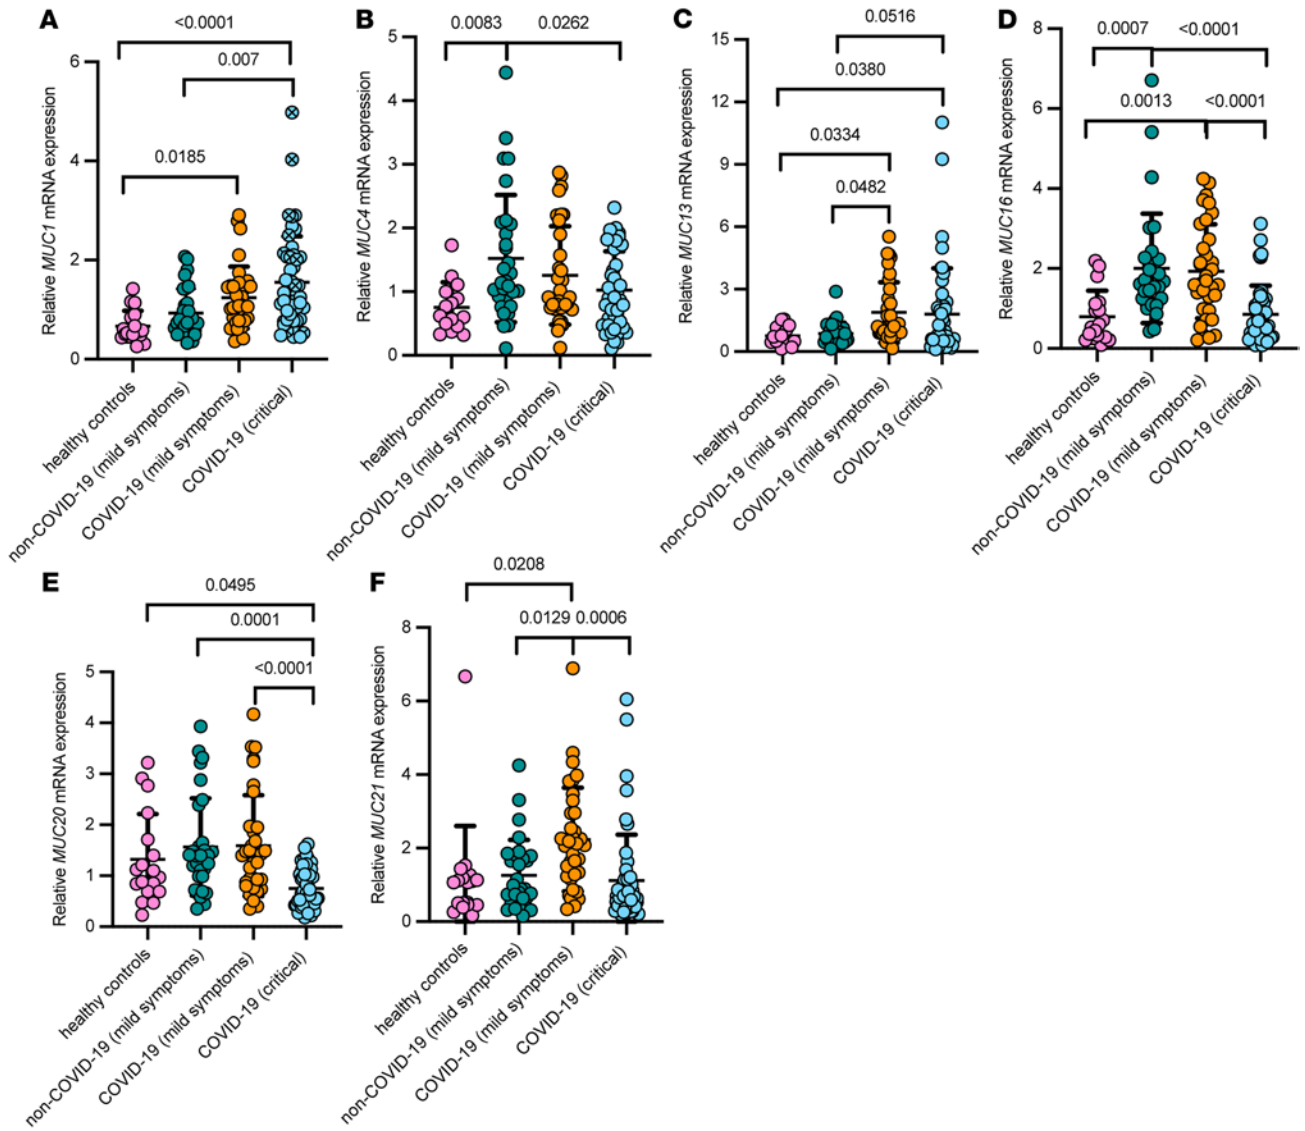 A
<0.0001
0.007
0.0185
Relative MUC1 mRNA expression
6
4
2
0
healthy controls
non-COVID-19 (mild symptoms)
COVID-19 (mild symptoms)
COVID-19 (critical)
B
0.0083 0.0262
Relative MUC4 mRNA expression
5
4
3
2
1
0
healthy controls
non-COVID-19 (mild symptoms)
COVID-19 (mild symptoms)
COVID-19 (critical)
C
0.0516
0.0380
0.0334
0.0482
Relative MUC13 mRNA expression
15
12
9
6
3
0
healthy controls
non-COVID-19 (mild symptoms)
COVID-19 (mild symptoms)
COVID-19 (critical)
D
0.0007 <0.0001
0.0013 <0.0001
Relative MUC16 mRNA expression
8
6
4
2
0
healthy controls
non-COVID-19 (mild symptoms)
COVID-19 (mild symptoms)
COVID-19 (critical)
E
0.0495
0.0001
<0.0001
Relative MUC20 mRNA expression
5
4
3
2
1
0
healthy controls
non-COVID-19 (mild symptoms)
COVID-19 (mild symptoms)
COVID-19 (critical)
F
0.0208
0.0129 0.0006
Relative MUC21 mRNA expression
8
6
4
2
0
healthy controls
non-COVID-19 (mild symptoms)
COVID-19 (mild symptoms)
COVID-19 (critical)